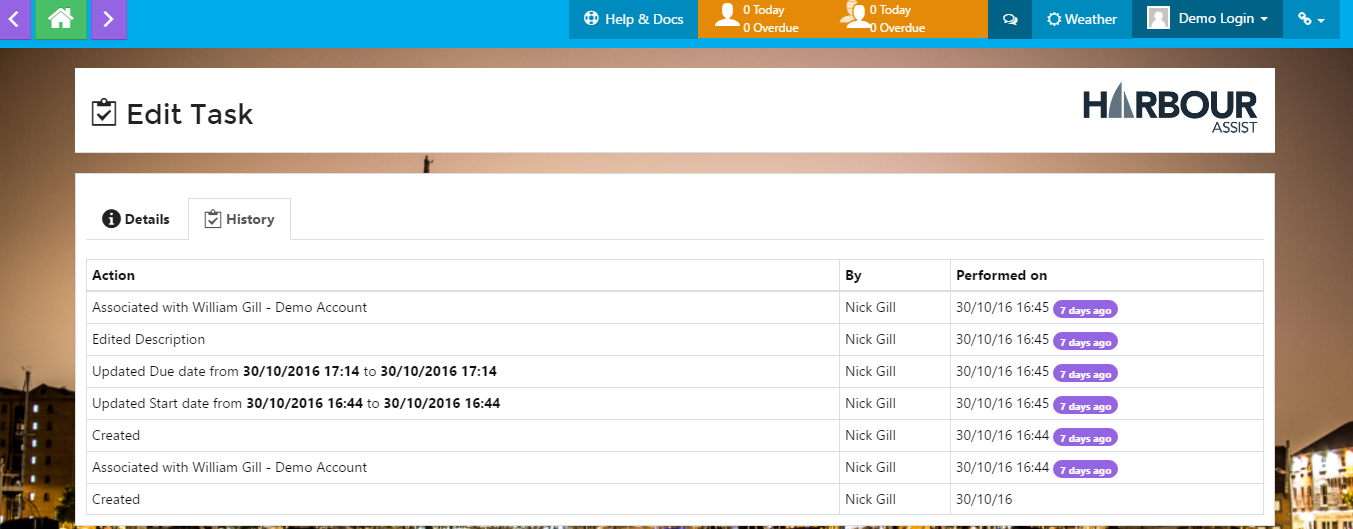 Help & Docs
0 Today
0 Overdue
0 Today
0 Overdue
Weather
Demo Login
Edit Task
HARBOUR
ASSIST
Details
History
Action By Performed on
Associated with William Gill - Demo Account Nick Gill 30/10/16 16:45 7 days ago
Edited Description Nick Gill 30/10/16 16:45 7 days ago
Updated Due date from 30/10/2016 17:14 to 30/10/2016 17:14 Nick Gill 30/10/16 16:45 7 days ago
Updated Start date from 30/10/2016 16:44 to 30/10/2016 16:44 Nick Gill 30/10/16 16:45 7 days ago
Created Nick Gill 30/10/16 16:44 7 days ago
Associated with William Gill - Demo Account Nick Gill 30/10/16 16:44 7 days ago
Created Nick Gill 30/10/16